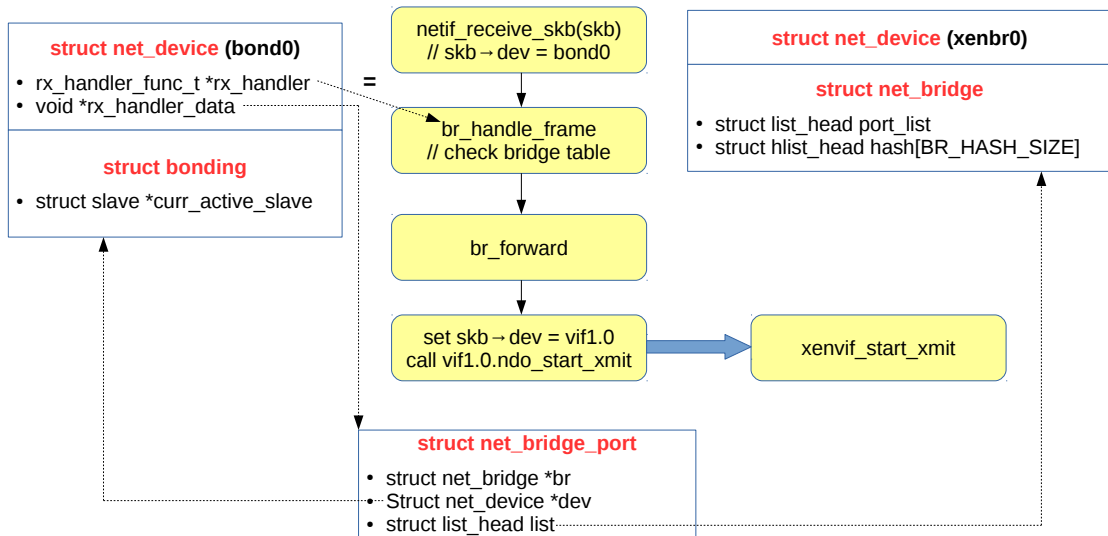 struct net_device (bond0)
• rx_handler_func_t *rx_handler
• void *rx_handler_data
struct bonding
• struct slave *curr_active_slave
=
netif_receive_skb(skb)
// skb→dev = bond0
br_handle_frame
// check bridge table
br_forward
set skb→dev = vif1.0
call vif1.0.ndo_start_xmit
xenvif_start_xmit
struct net_device (xenbr0)
struct net_bridge
• struct list_head port_list
• struct hlist_head hash[BR_HASH_SIZE]
struct net_bridge_port
• struct net_bridge *br
• Struct net_device *dev
• struct list_head list